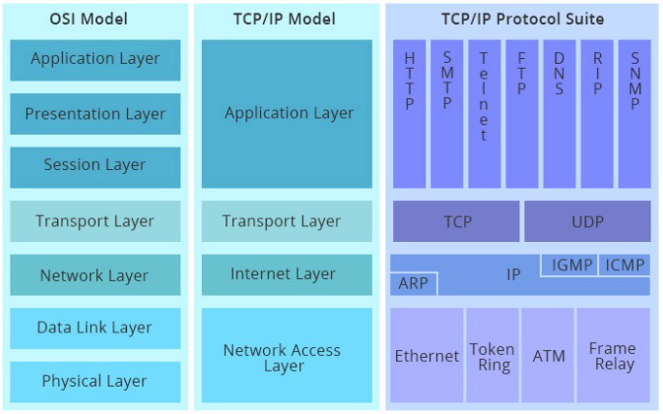 OSI Model
Application Layer
Presentation Layer
Session Layer
Transport Layer
Network Layer
Data Link Layer
Physical Layer
TCP/IP Model
Application Layer
Transport Layer
Internet Layer
Network Access
Layer
TCP/IP Protocol Suite
HTTP
SMTP
Telnet
FTP
DNS
RIP
SNMP
TCP
UDP
IP
IGMP
ICMP
ARP
Ethernet
Token
Ring
ATM
Frame
Relay